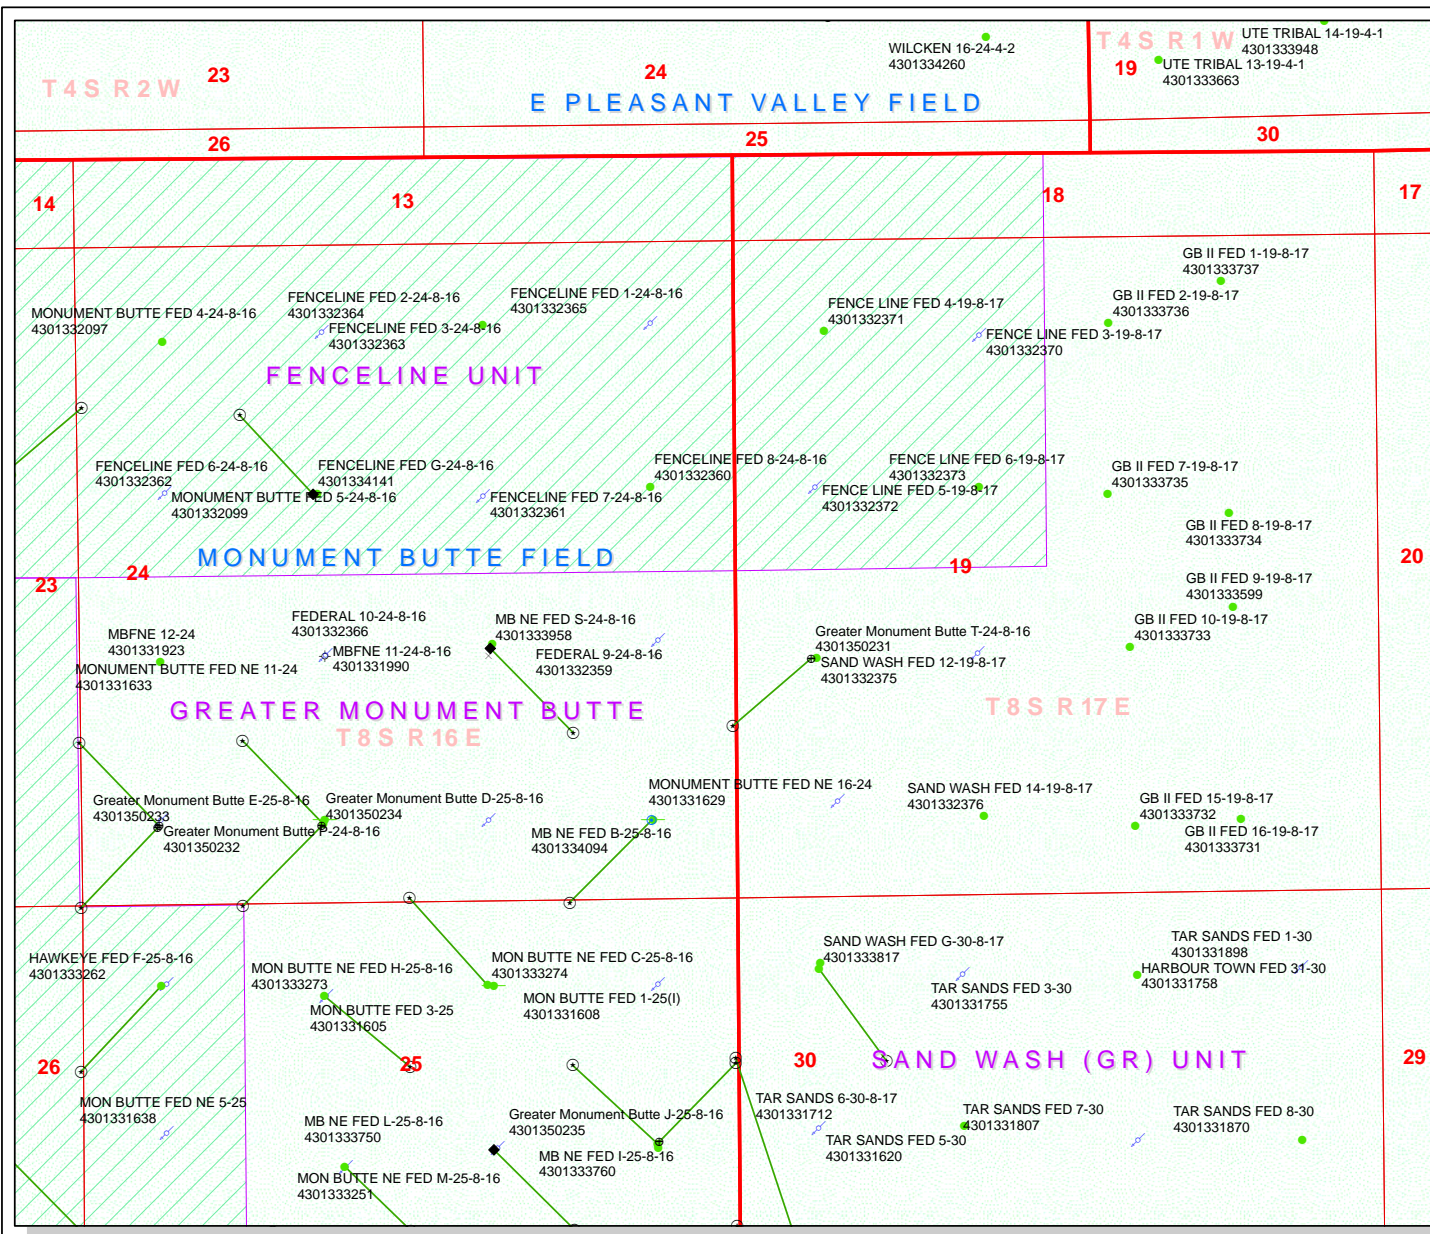 WILCKEN 16-24-4-2
4301334260
T4S R1W
UTE TRIBAL 14-19-4-1
4301333948
UTE TRIBAL 13-19-4-1
4301333663
19
T4S R2W
23
24
E PLEASANT VALLEY FIELD
26
25
30
14
13
18
17
GB II FED 1-19-8-17
4301333737
GB II FED 2-19-8-17
4301333736
MONUMENT BUTTE FED 4-24-8-16
4301332097
FENCELINE FED 2-24-8-16
4301332364
FENCELINE FED 3-24-8-16
4301332363
FENCELINE FED 1-24-8-16
4301332365
FENCE LINE FED 4-19-8-17
4301332371
FENCE LINE FED 3-19-8-17
4301332370
FENCELINE UNIT
FENCELINE FED 6-24-8-16
4301332362
MONUMENT BUTTE FED 5-24-8-16
4301332099
FENCELINE FED G-24-8-16
4301334141
FENCELINE FED 7-24-8-16
4301332361
FENCELINE FED 8-24-8-16
4301332360
FENCE LINE FED 6-19-8-17
4301332373
FENCE LINE FED 5-19-8-17
4301332372
GB II FED 7-19-8-17
4301333735
GB II FED 8-19-8-17
4301333734
MONUMENT BUTTE FIELD
23
24
19
20
GB II FED 9-19-8-17
4301333599
GB II FED 10-19-8-17
4301333733
MBFNE 12-24
4301331923
MONUMENT BUTTE FED NE 11-24
4301331633
FEDERAL 10-24-8-16
4301332366
MBFNE 11-24-8-16
4301331990
MB NE FED S-24-8-16
4301333958
FEDERAL 9-24-8-16
4301332359
Greater Monument Butte T-24-8-16
4301350231
SAND WASH FED 12-19-8-17
4301332375
GREATER MONUMENT BUTTE
T8S R16E
T8S R17E
Greater Monument Butte E-25-8-16
4301350233
Greater Monument Butte P-24-8-16
4301350232
Greater Monument Butte D-25-8-16
4301350234
MONUMENT BUTTE FED NE 16-24
4301331629
MB NE FED B-25-8-16
4301334094
SAND WASH FED 14-19-8-17
4301332376
GB II FED 15-19-8-17
4301333732
GB II FED 16-19-8-17
4301333731
HAWKEYE FED F-25-8-16
4301333262
MON BUTTE NE FED H-25-8-16
4301333273
MON BUTTE FED 3-25
4301331605
MON BUTTE NE FED C-25-8-16
4301333274
MON BUTTE FED 1-25(I)
4301331608
SAND WASH FED G-30-8-17
4301333817
TAR SANDS FED 3-30
4301331755
TAR SANDS FED 1-30
4301331898
HARBOUR TOWN FED 31-30
4301331758
26
25
30
SAND WASH (GR) UNIT
29
MON BUTTE FED NE 5-25
4301331638
MB NE FED L-25-8-16
4301333750
MON BUTTE NE FED M-25-8-16
4301333251
Greater Monument Butte J-25-8-16
4301350235
MB NE FED I-25-8-16
4301333760
TAR SANDS 6-30-8-17
4301331712
TAR SANDS FED 5-30
4301331620
TAR SANDS FED 7-30
4301331807
TAR SANDS FED 8-30
4301331870